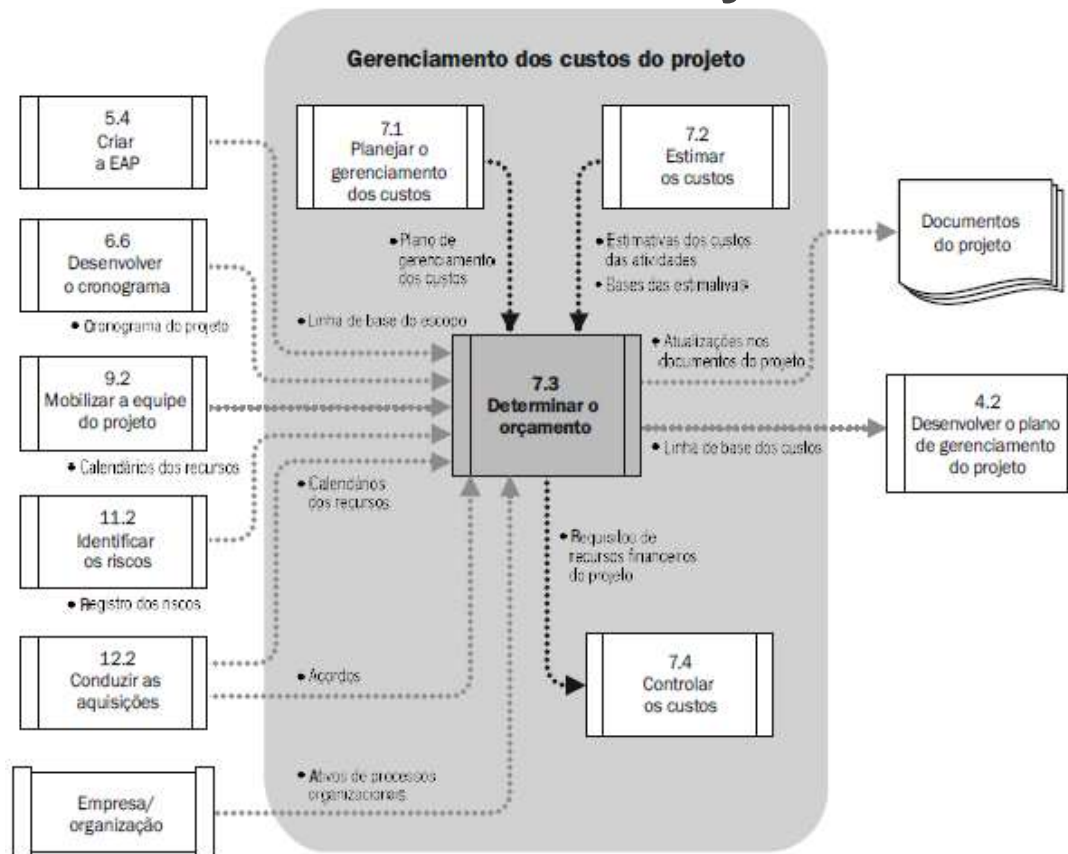 Gerenciamento dos custos do projeto
5.4
Criar
a EAP
7.1
Planejar o
gerenciamento
dos custos
7.2
Estimar
os custos
Documentos
do projeto
6.6
Desenvolver
o cronograma
• Cronograma do projeto
• Plano de
gerenciamento
dos custos
• Estimativas dos custos
das atividades
• Bases das estimativas
• Linha de base do escopo
• Atualizações nos
documentos do projeto
9.2
Mobilizar a equipe
do projeto
• Calendários dos recursos
7.3
Determinar o
orçamento
4.2
Desenvolver o plano
de gerenciamento
do projeto
• Linha de base dos custos
• Calendários
dos recursos
11.2
Identificar
os riscos
• Registro dos riscos
• Requisitos de
recursos financeiros
do projeto
12.2
Conduzir as
aquisições
• Acordos
7.4
Controlar
os custos
• Ativos de processos
organizacionais
Empresa/
organização